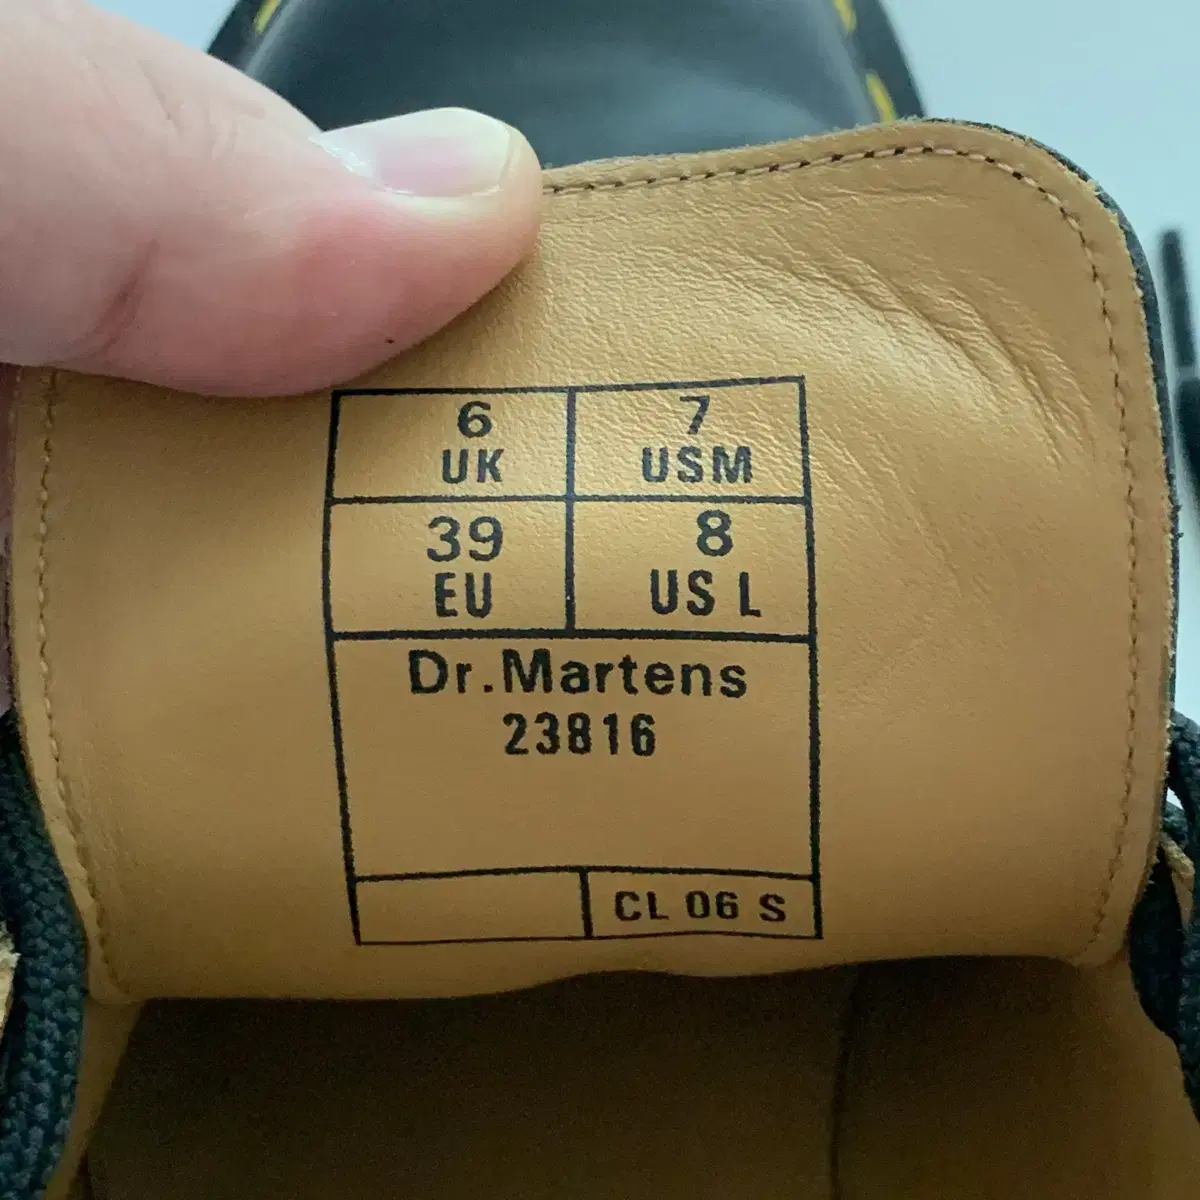 6 7
UK USM
39 8
EU US L
Dr.Martens
23816
CL 06 S